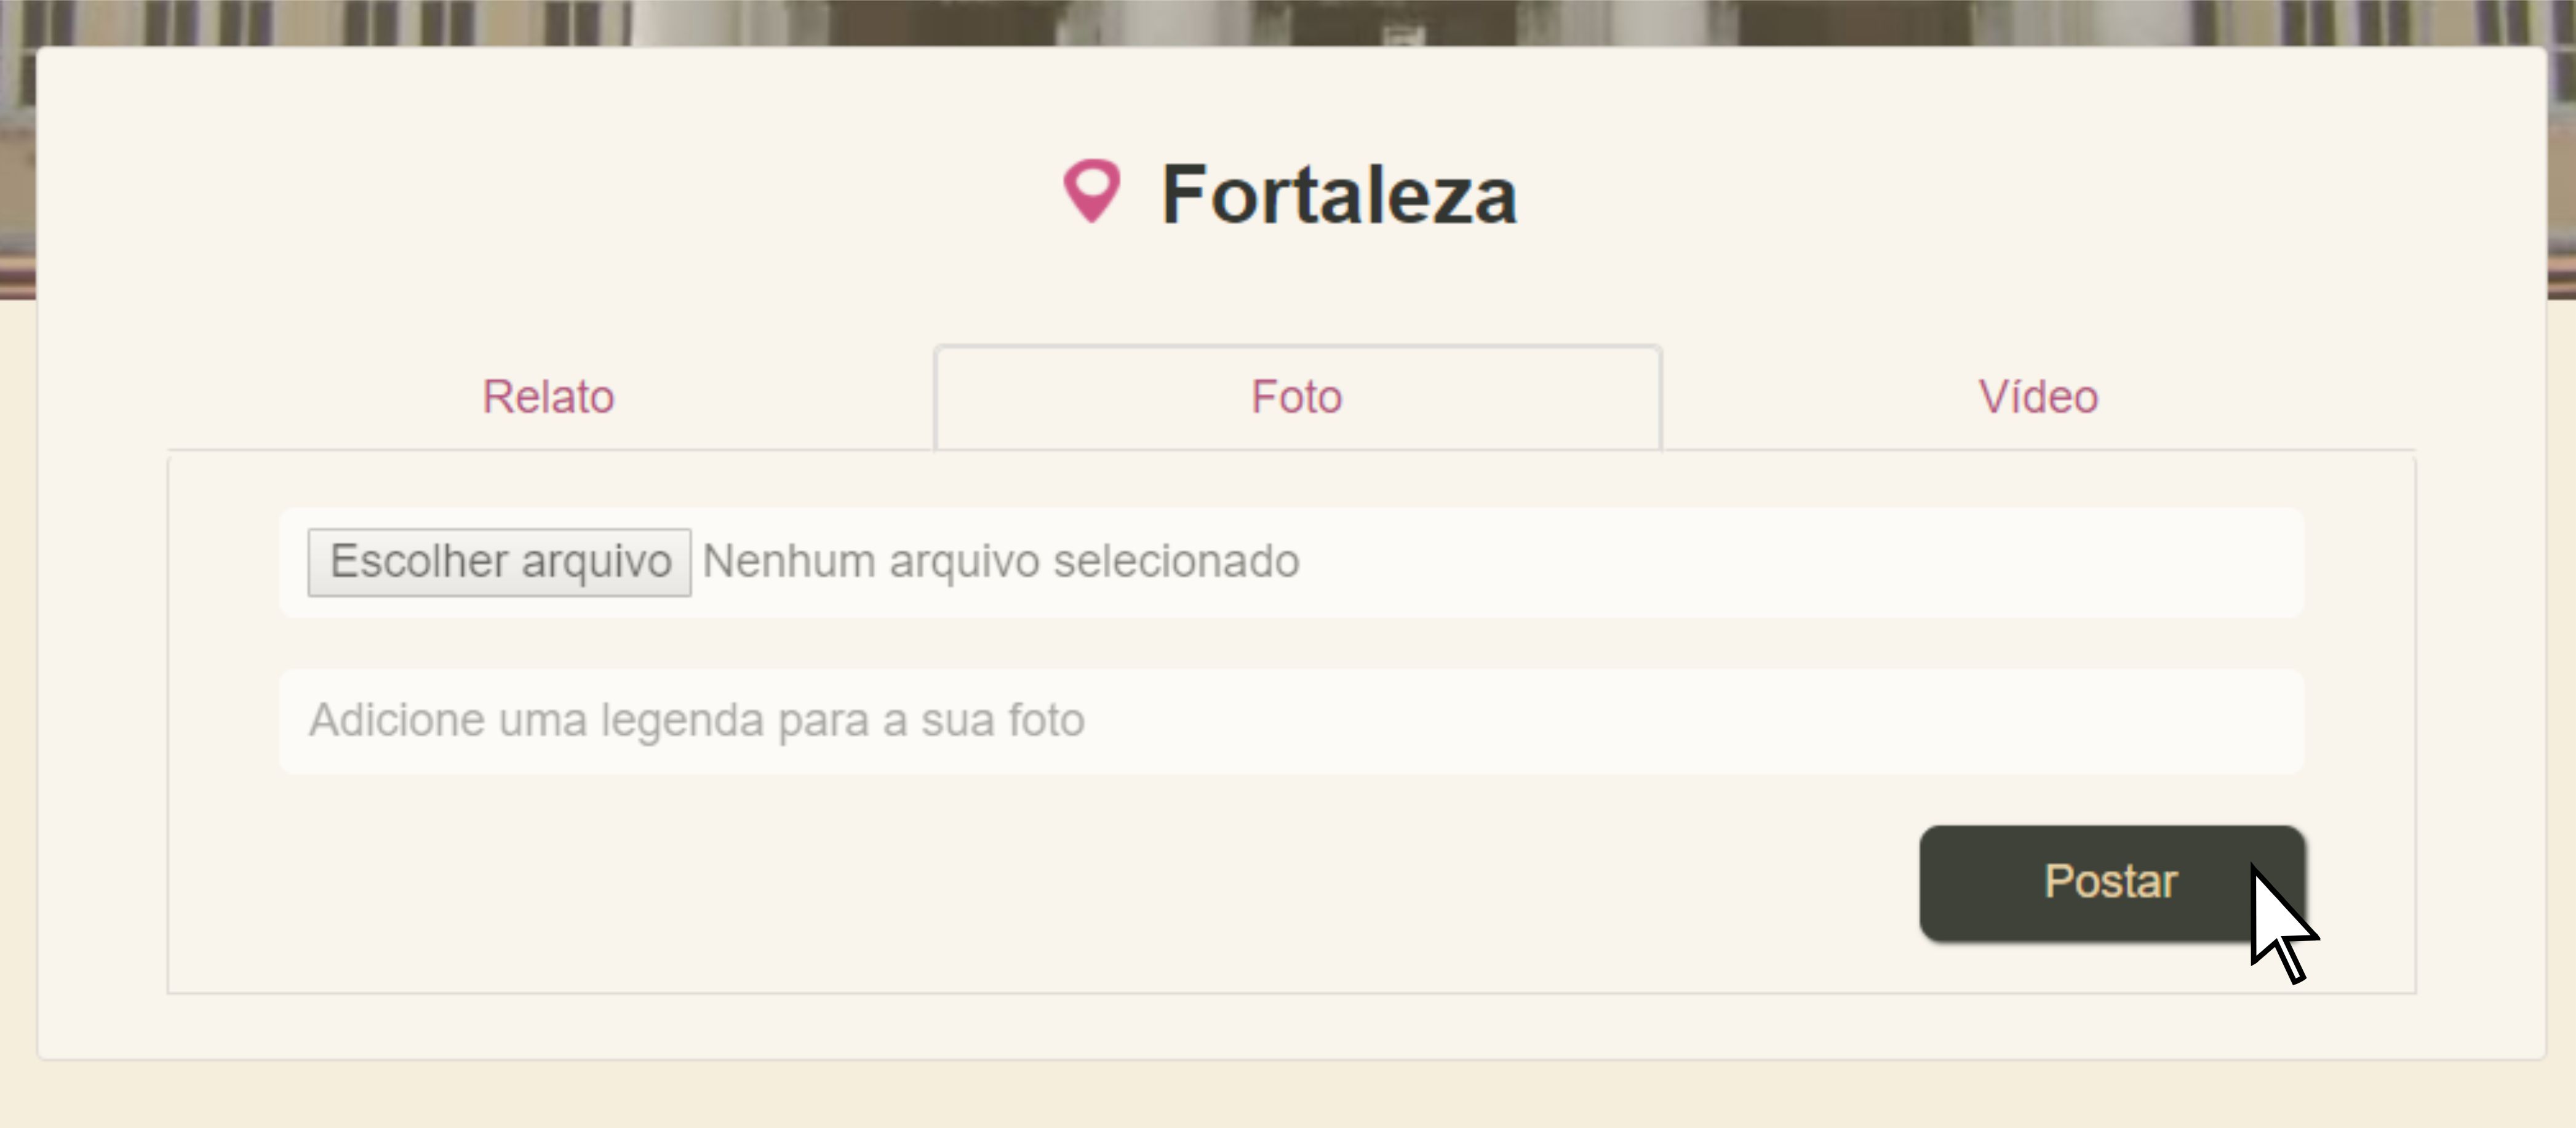 Fortaleza
Relato Foto Vídeo
Escolher arquivo Nenhum arquivo selecionado
Adicione uma legenda para a sua foto
Postar